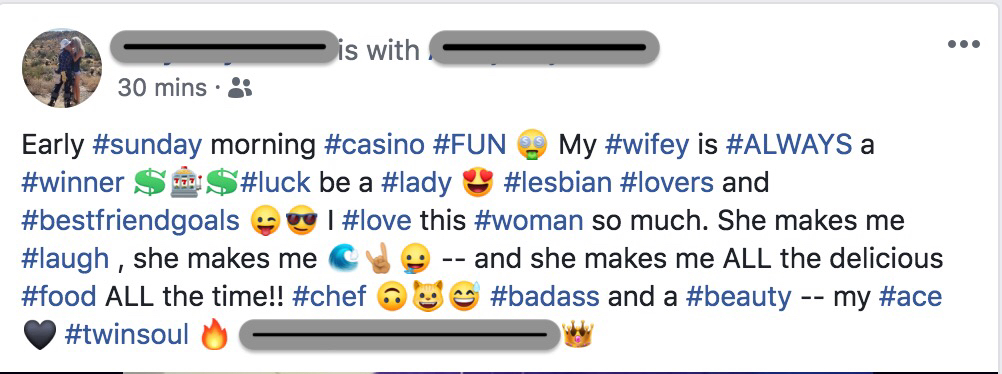 is with
30 mins ·
Early #sunday morning #casino #FUN 🤑 My #wifey is #ALWAYS a
#winner 💲🎰💲#luck be a #lady 😍 #lesbian #lovers and
#bestfriendgoals 😜😎 I #love this #woman so much. She makes me
#laugh , she makes me 🌊🤘🏼🤤 -- and she makes me ALL the delicious
#food ALL the time!! #chef 🙃😺😅 #badass and a #beauty -- my #ace
🖤 #twinsoul 🔥 👑